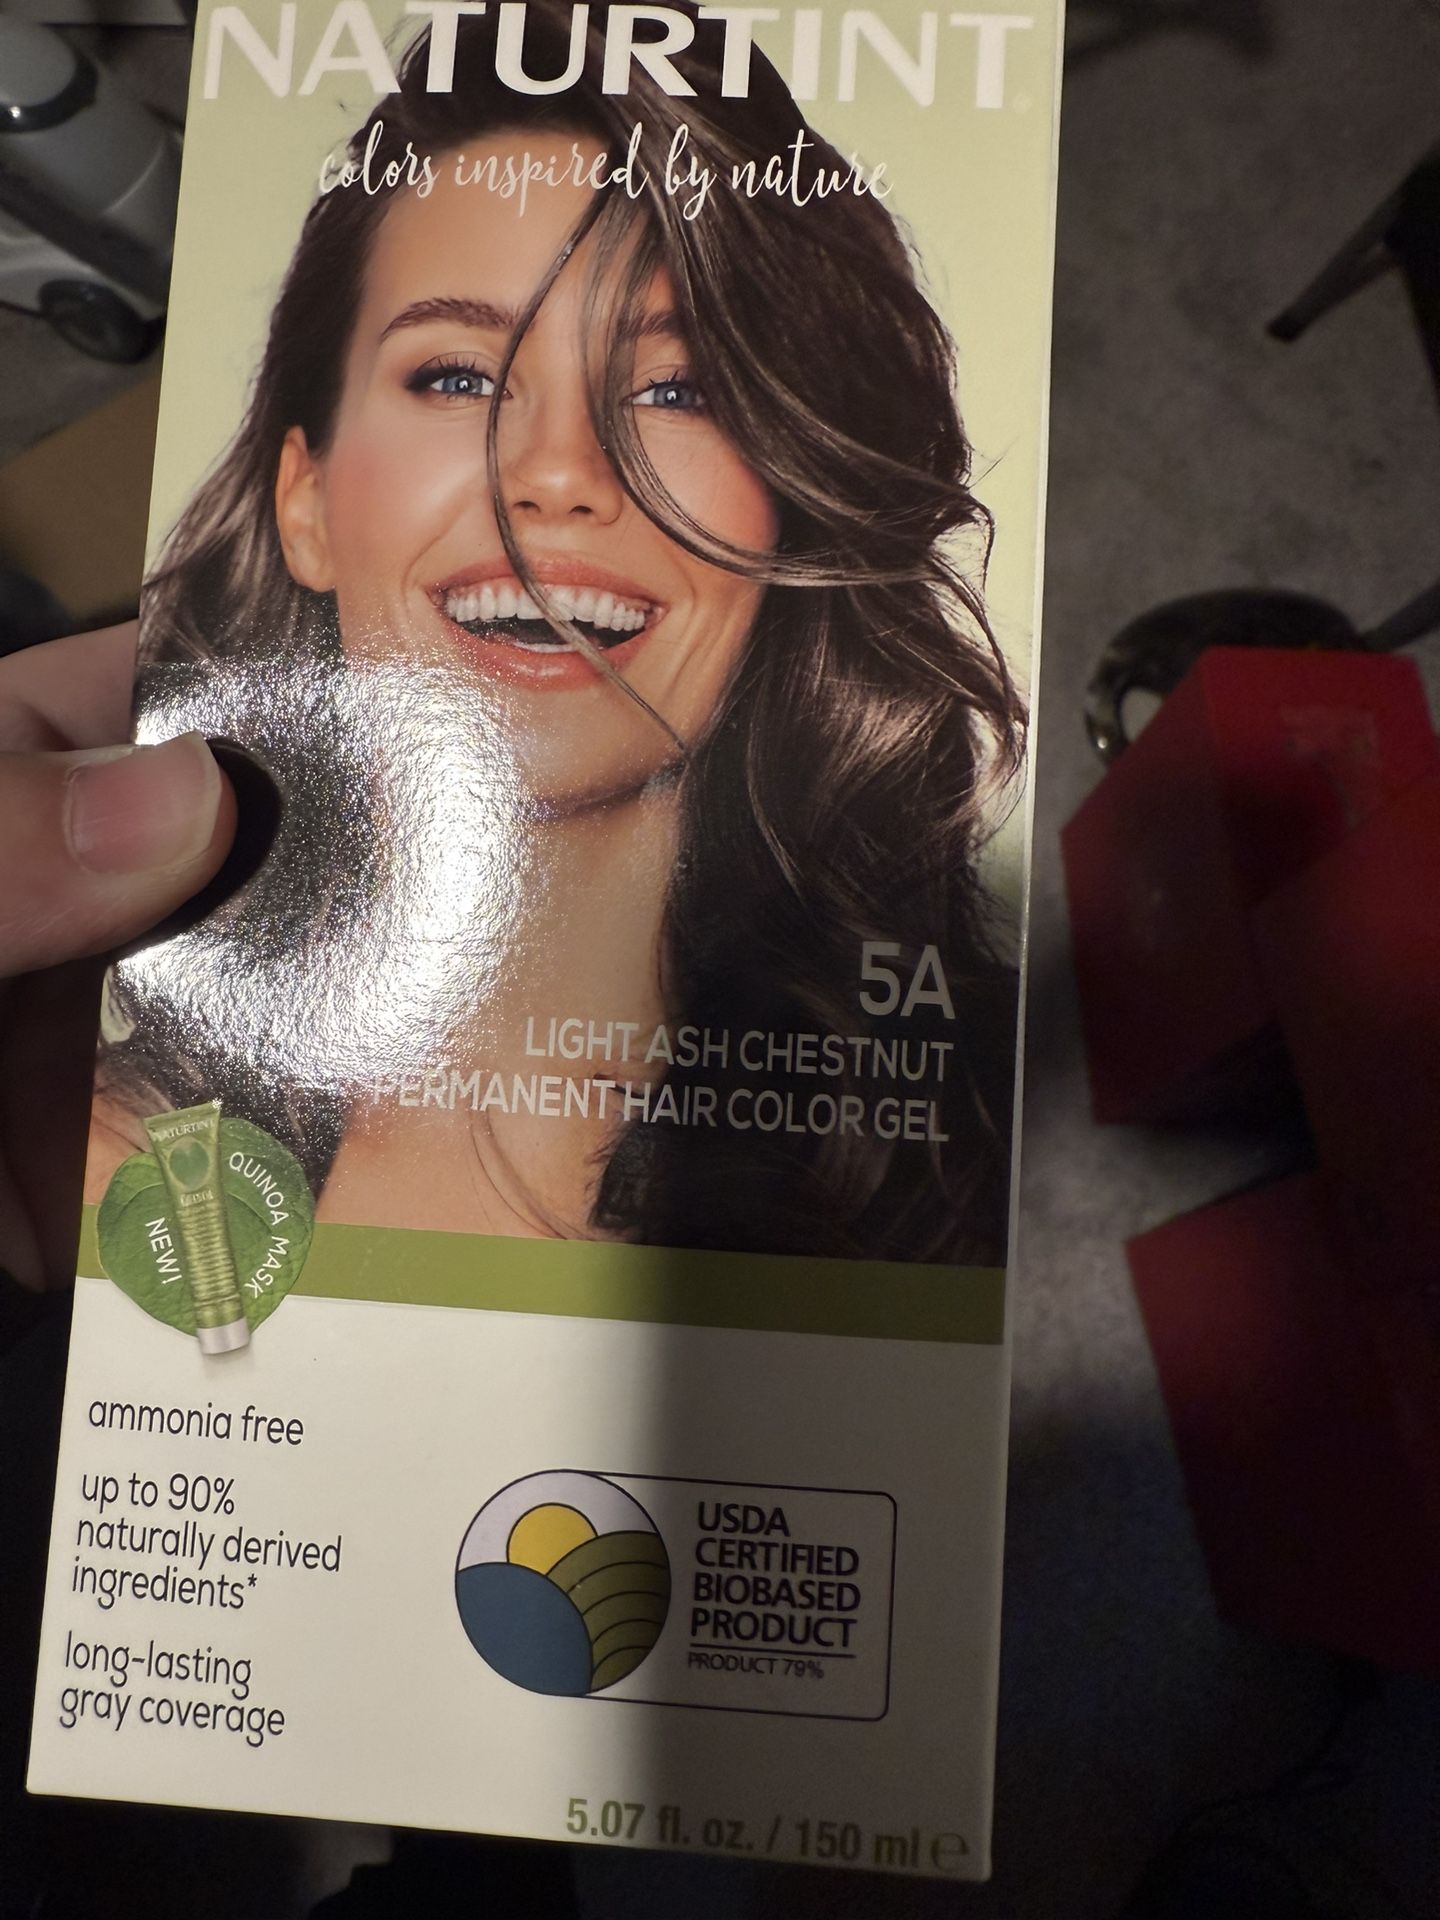 NATURTINT
colors inspired by nature
5A
LIGHT ASH CHESTNUT
PERMANENT HAIR COLOR GEL
NATURTINT
QUINOA MASK
NEW!
ammonia free
up to 90%
naturally derived
ingredients*
long-lasting
gray coverage
USDA
CERTIFIED
BIOBASED
PRODUCT
PRODUCT 79%
5.07 fl. oz. / 150 ml ℮